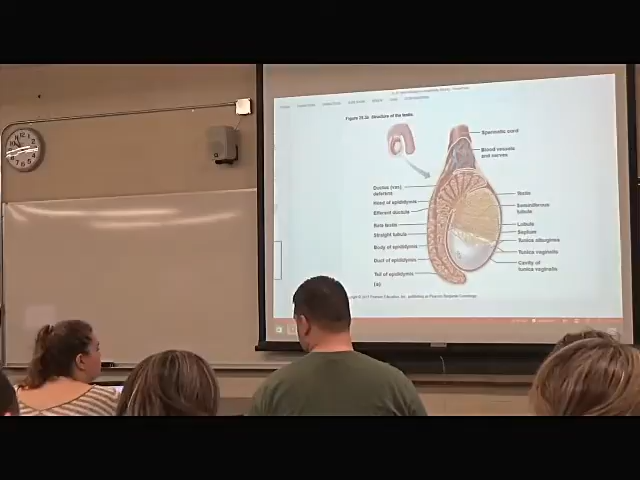 Figure 25.3a Structure of the testis.
Spermatic cord
Blood vessels
and nerves
Ductus (vas)
deferens
Head of epididymis
Efferent ductule
Rete testis
Straight tubule
Body of epididymis
Duct of epididymis
Tail of epididymis
(a)
Testis
Seminiferous
tubule
Lobule
Septum
Tunica albuginea
Tunica vaginalis
Cavity of
tunica vaginalis